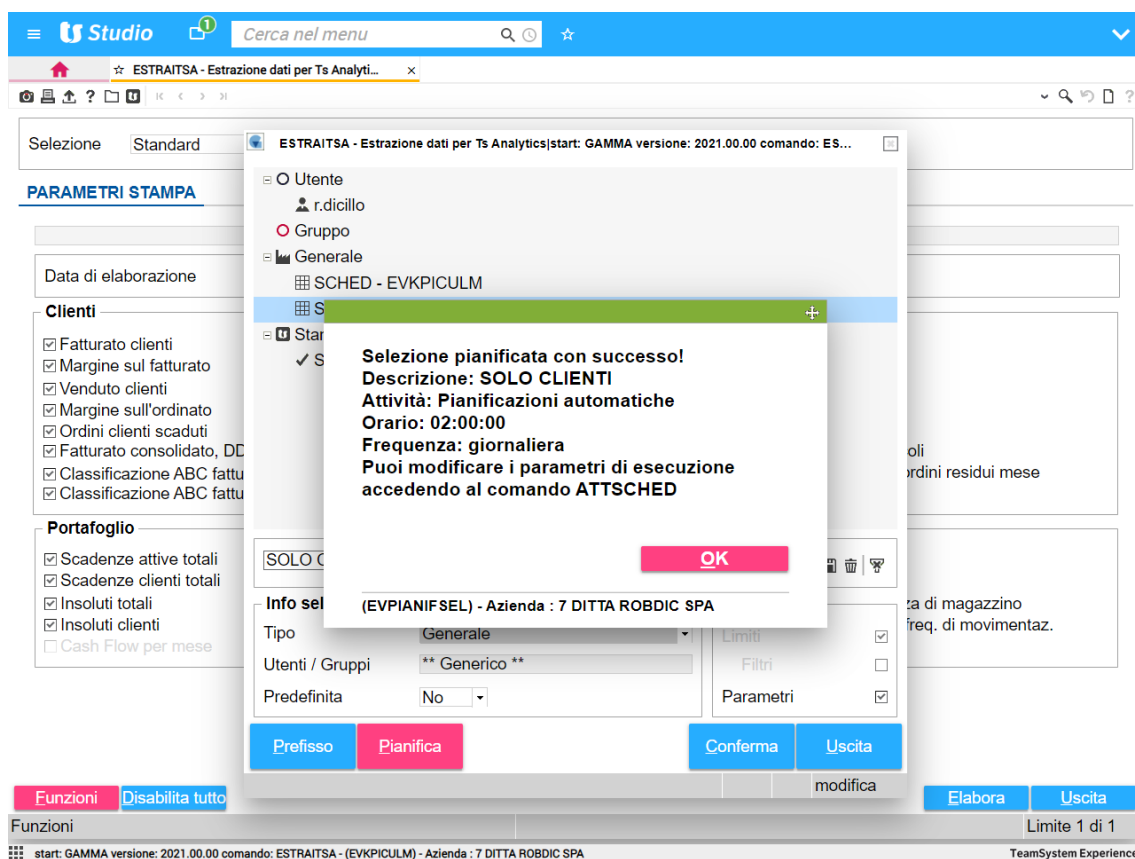 Studio
1
Cerca nel menu
ESTRAITSA - Estrazione dati per Ts Analyti...
Selezione Standard
PARAMETRI STAMPA
Data di elaborazione
Clienti
Fatturato clienti
Margine sul fatturato
Venduto clienti
Margine sull'ordinato
Ordini clienti scaduti
Fatturato consolidato, DD
oli
Classificazione ABC fattu
ordini residui mese
Classificazione ABC fattu
Portafoglio
Scadenze attive totali
Scadenze clienti totali
Insoluti totali
za di magazzino
Insoluti clienti
freq. di movimentaz.
Cash Flow per mese
ESTRAITSA - Estrazione dati per Ts Analytics|start: GAMMA versione: 2021.00.00 comando: ES...
Utente
r.dicillo
Gruppo
Generale
SCHED - EVKPICULM
S
Star
S
Selezione pianificata con successo!
Descrizione: SOLO CLIENTI
Attività: Pianificazioni automatiche
Orario: 02:00:00
Frequenza: giornaliera
Puoi modificare i parametri di esecuzione
accedendo al comando ATTSCHED
OK
(EVPIANIFSEL) - Azienda : 7 DITTA ROBDIC SPA
SOLO C
Info sel
Tipo Generale
Limiti
Utenti / Gruppi ** Generico **
Filtri
Predefinita No
Parametri
Prefisso Pianifica Conferma Uscita
modifica
Funzioni Disabilita tutto Elabora Uscita
Funzioni Limite 1 di 1
start: GAMMA versione: 2021.00.00 comando: ESTRAITSA - (EVKPICULM) - Azienda : 7 DITTA ROBDIC SPA TeamSystem Experience